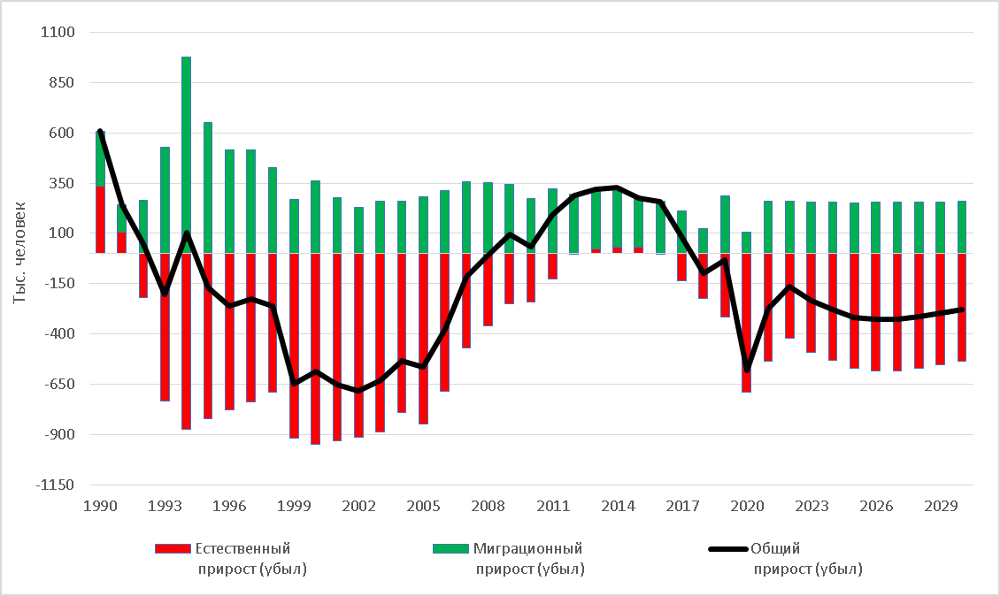 1100
850
600
350
100
-150
-400
-650
-900
-1150
Тыс. человек
1990 1993 1996 1999 2002 2005 2008 2011 2014 2017 2020 2023 2026 2029
Естественный Миграционный Общий
прирост (убыл) прирост (убыл) прирост (убыл)